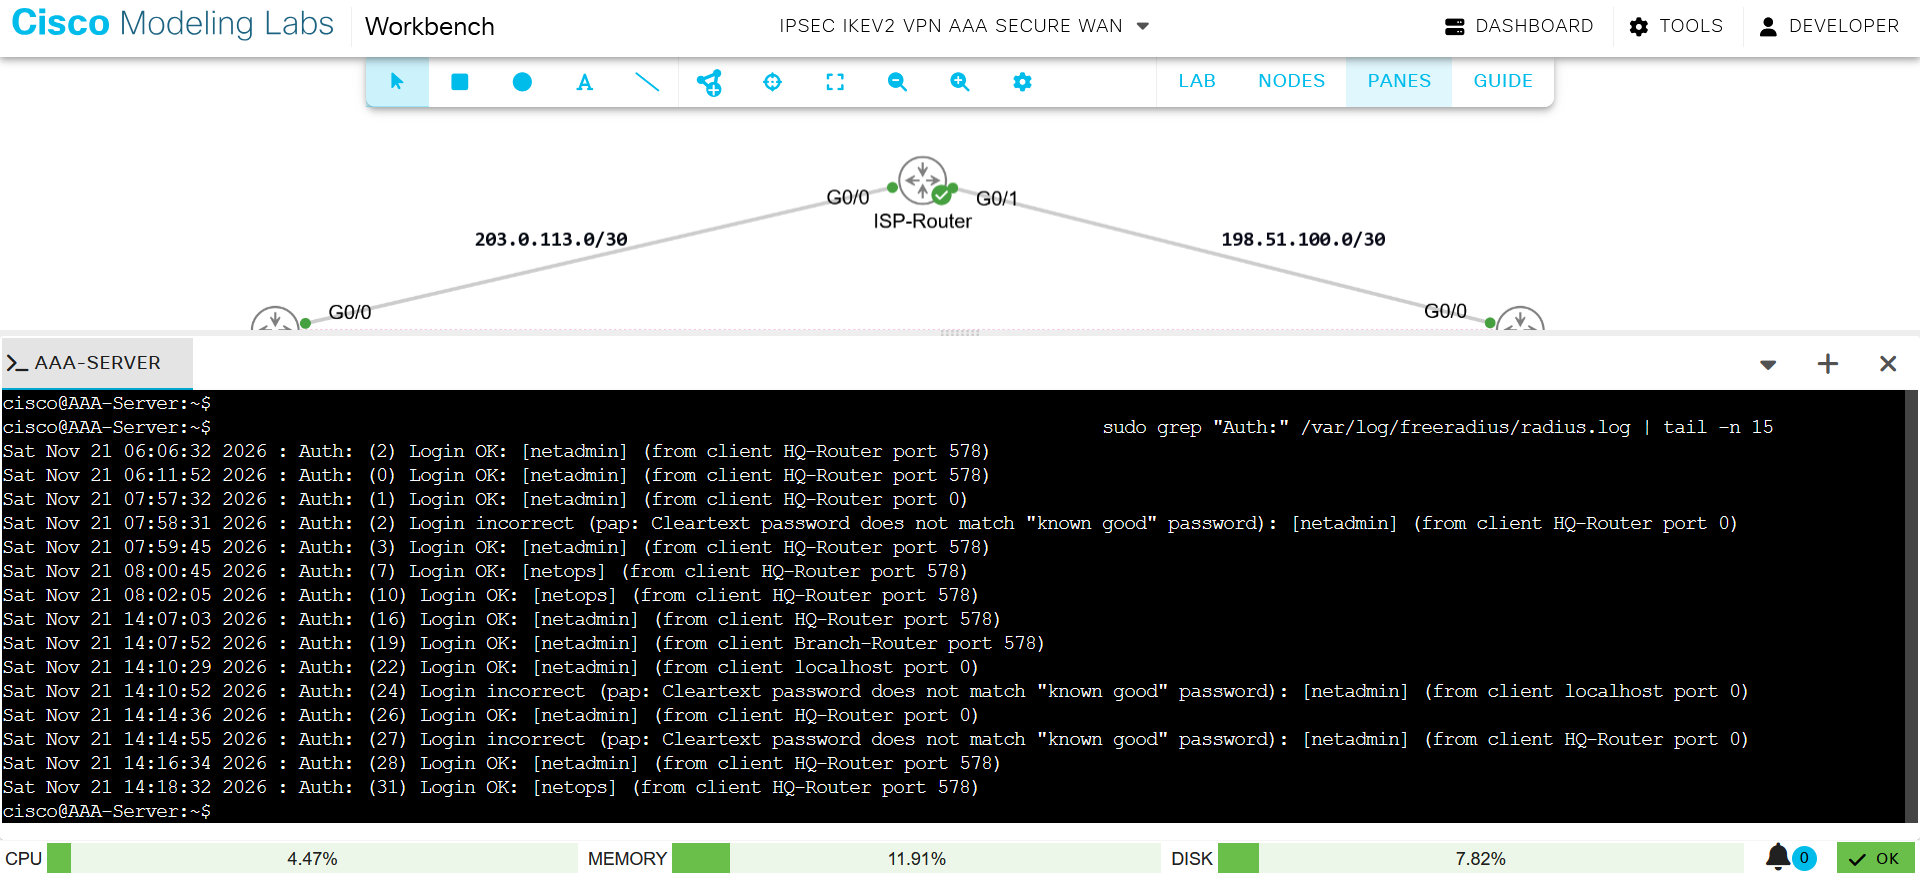 Cisco Modeling Labs Workbench IPSEC IKEV2 VPN AAA SECURE WAN DASHBOARD TOOLS DEVELOPER
A LAB NODES PANES GUIDE
G0/0 G0/1
ISP-Router
203.0.113.0/30 198.51.100.0/30
G0/0 G0/0
AAA-SERVER
cisco@AAA-Server:~$
cisco@AAA-Server:~$ sudo grep "Auth:" /var/log/freeradius/radius.log | tail -n 15
Sat Nov 21 06:06:32 2026 : Auth: (2) Login OK: [netadmin] (from client HQ-Router port 578)
Sat Nov 21 06:11:52 2026 : Auth: (0) Login OK: [netadmin] (from client HQ-Router port 578)
Sat Nov 21 07:57:32 2026 : Auth: (1) Login OK: [netadmin] (from client HQ-Router port 0)
Sat Nov 21 07:58:31 2026 : Auth: (2) Login incorrect (pap: Cleartext password does not match "known good" password): [netadmin] (from client HQ-Router port 0)
Sat Nov 21 07:59:45 2026 : Auth: (3) Login OK: [netadmin] (from client HQ-Router port 578)
Sat Nov 21 08:00:45 2026 : Auth: (7) Login OK: [netops] (from client HQ-Router port 578)
Sat Nov 21 08:02:05 2026 : Auth: (10) Login OK: [netops] (from client HQ-Router port 578)
Sat Nov 21 14:07:03 2026 : Auth: (16) Login OK: [netadmin] (from client HQ-Router port 578)
Sat Nov 21 14:07:52 2026 : Auth: (19) Login OK: [netadmin] (from client Branch-Router port 578)
Sat Nov 21 14:10:29 2026 : Auth: (22) Login OK: [netadmin] (from client localhost port 0)
Sat Nov 21 14:10:52 2026 : Auth: (24) Login incorrect (pap: Cleartext password does not match "known good" password): [netadmin] (from client localhost port 0)
Sat Nov 21 14:14:36 2026 : Auth: (26) Login OK: [netadmin] (from client HQ-Router port 0)
Sat Nov 21 14:14:55 2026 : Auth: (27) Login incorrect (pap: Cleartext password does not match "known good" password): [netadmin] (from client HQ-Router port 0)
Sat Nov 21 14:16:34 2026 : Auth: (28) Login OK: [netadmin] (from client HQ-Router port 578)
Sat Nov 21 14:18:32 2026 : Auth: (31) Login OK: [netops] (from client HQ-Router port 578)
cisco@AAA-Server:~$
CPU 4.47% MEMORY 11.91% DISK 7.82% 0 OK